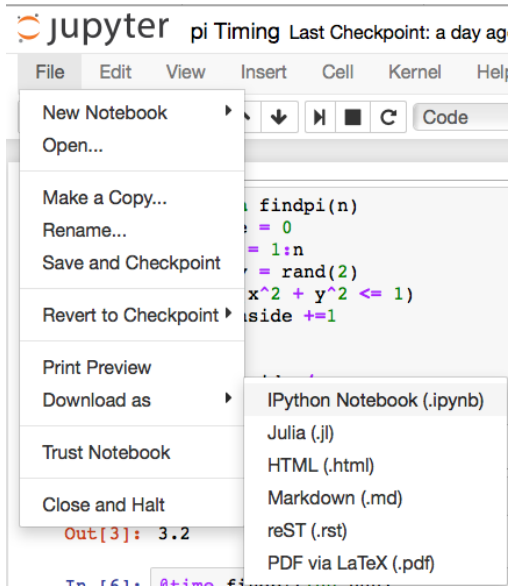 jupyter pi Timing Last Checkpoint: a day ago
File Edit View Insert Cell Kernel Help
New Notebook
Code
Open...
Make a Copy...
findpi(n)
Rename...
= 0
= 1:n
Save and Checkpoint
= rand(2)
x^2 + y^2 <= 1)
Revert to Checkpoint
side +=1
Print Preview
Download as
IPython Notebook (.ipynb)
Julia (.jl)
Trust Notebook
HTML (.html)
Close and Halt
Markdown (.md)
Out[3]: 3.2
reST (.rst)
PDF via LaTeX (.pdf)
In [6]: @time